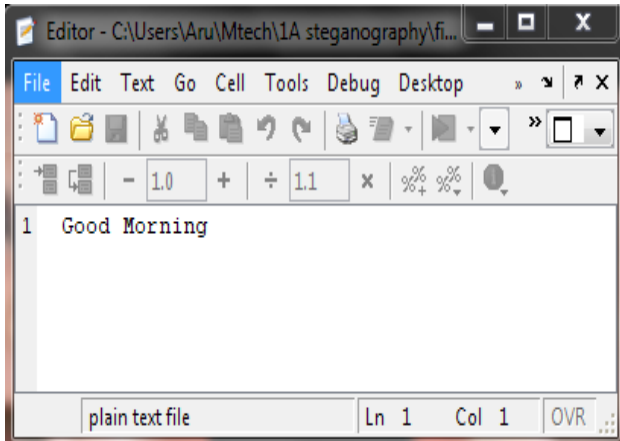 Editor - C:\Users\Aru\Mtech\1A steganography\fi...
File Edit Text Go Cell Tools Debug Desktop »
»
- 1.0 + ÷ 1.1 ×
1 Good Morning
plain text file Ln 1 Col 1 OVR